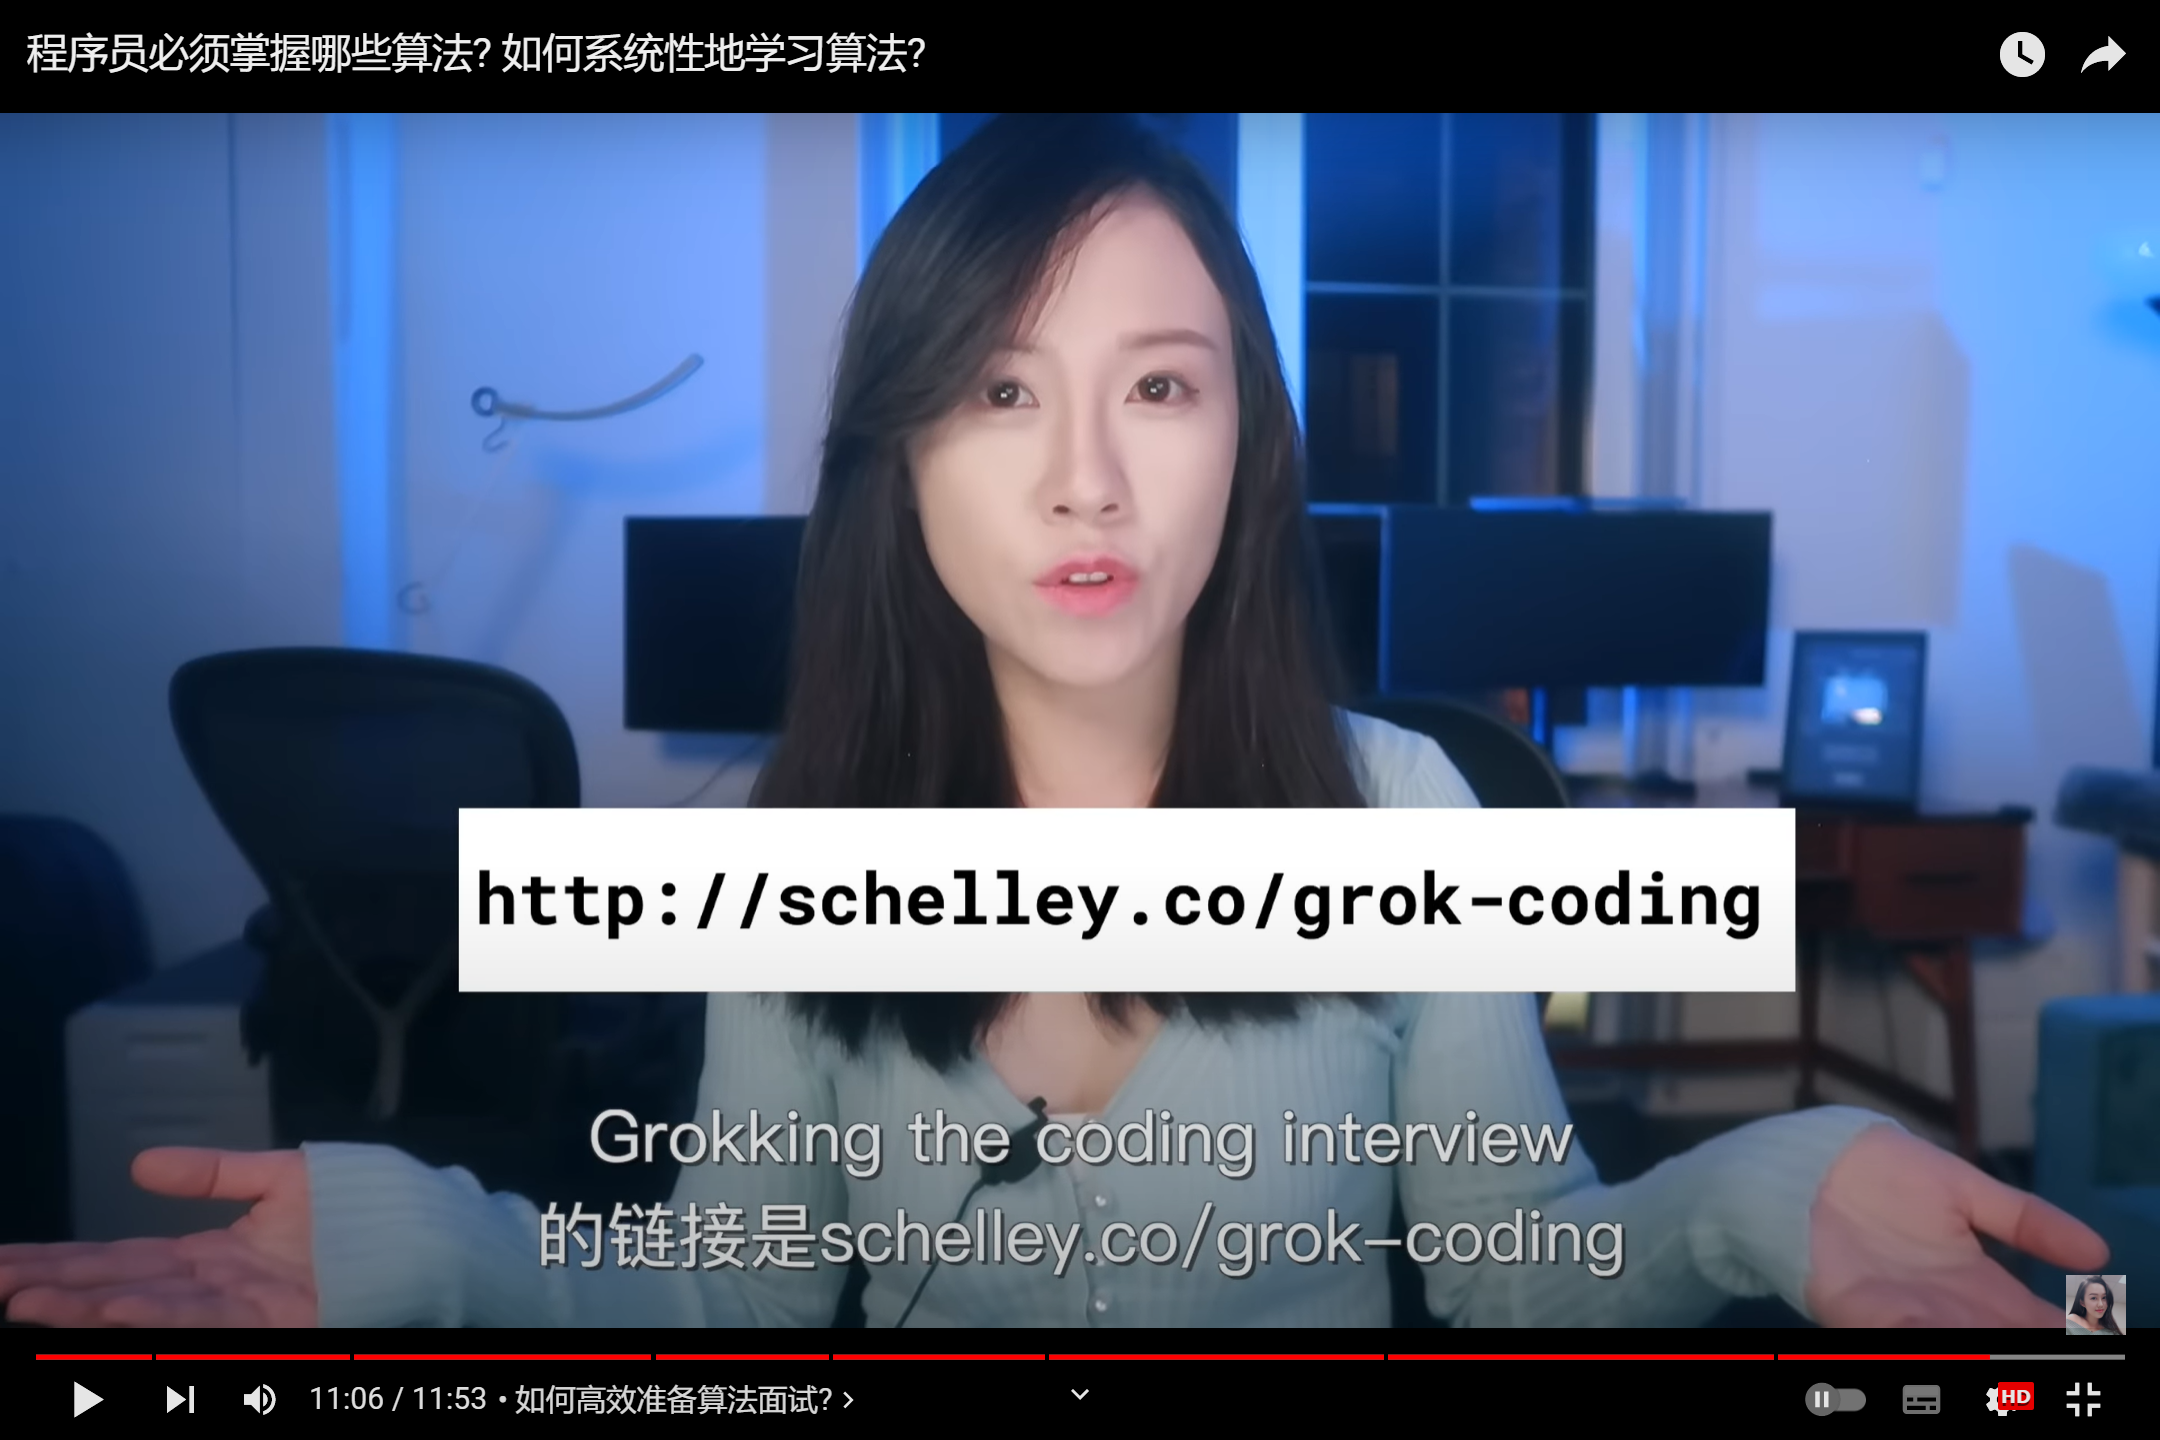 程序员必须掌握哪些算法? 如何系统性地学习算法?
http://schelley.co/grok-coding
Grokking the coding interview
的链接是schelley.co/grok-coding
11:06 / 11:53 • 如何高效准备算法面试? ›
HD